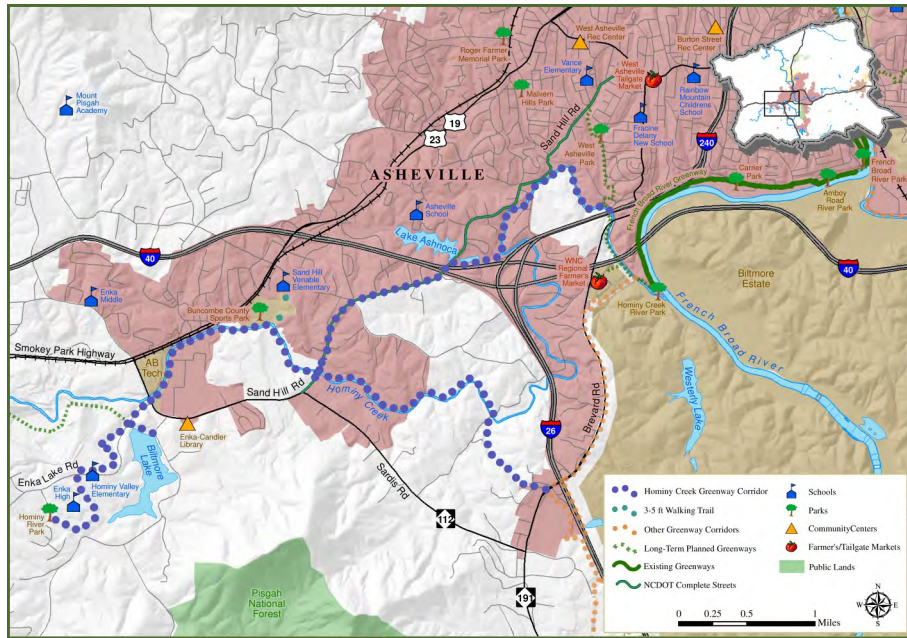 West Asheville
Rec Center
Burton Street
Rec Center
Roger Farmer
Memorial Park
Vance
Elementary
West
Asheville
Tailgate
Market
Rainbow
Mountain
Childrens
School
Mount
Pisgah
Academy
Malvern
Hills Park
Sand Hill Rd
19
23
Francine
Delany
New School
240
West
Asheville
Park
ASHEVILLE
Carrier
Park
French
Broad
River Park
French Broad River Greenway
Amboy
Road
River Park
Asheville
School
Lake Ashnoca
40
WNC
Regional
Farmer's
Market
40
Sand Hill
Venable
Elementary
Biltmore
Estate
Enka
Middle
Buncombe County
Sports Park
Hominy Creek
River Park
French Broad River
Smokey Park Highway
AB
Tech
Sand Hill Rd
Hominy Creek
Westerly Lake
Brevard Rd
26
Enka-Candler
Library
Biltmore
Lake
Enka Lake Rd
Enka
High
Hominy Valley
Elementary
Hominy
River
Park
Sardis Rd
112
191
Pisgah
National
Forest
Hominy Creek Greenway Corridor
3-5 ft Walking Trail
Other Greenway Corridors
Long-Term Planned Greenways
Existing Greenways
NCDOT Complete Streets
Schools
Parks
CommunityCenters
Farmer's/Tailgate Markets
Public Lands
0 0.25 0.5 1
Miles
N
W E
S